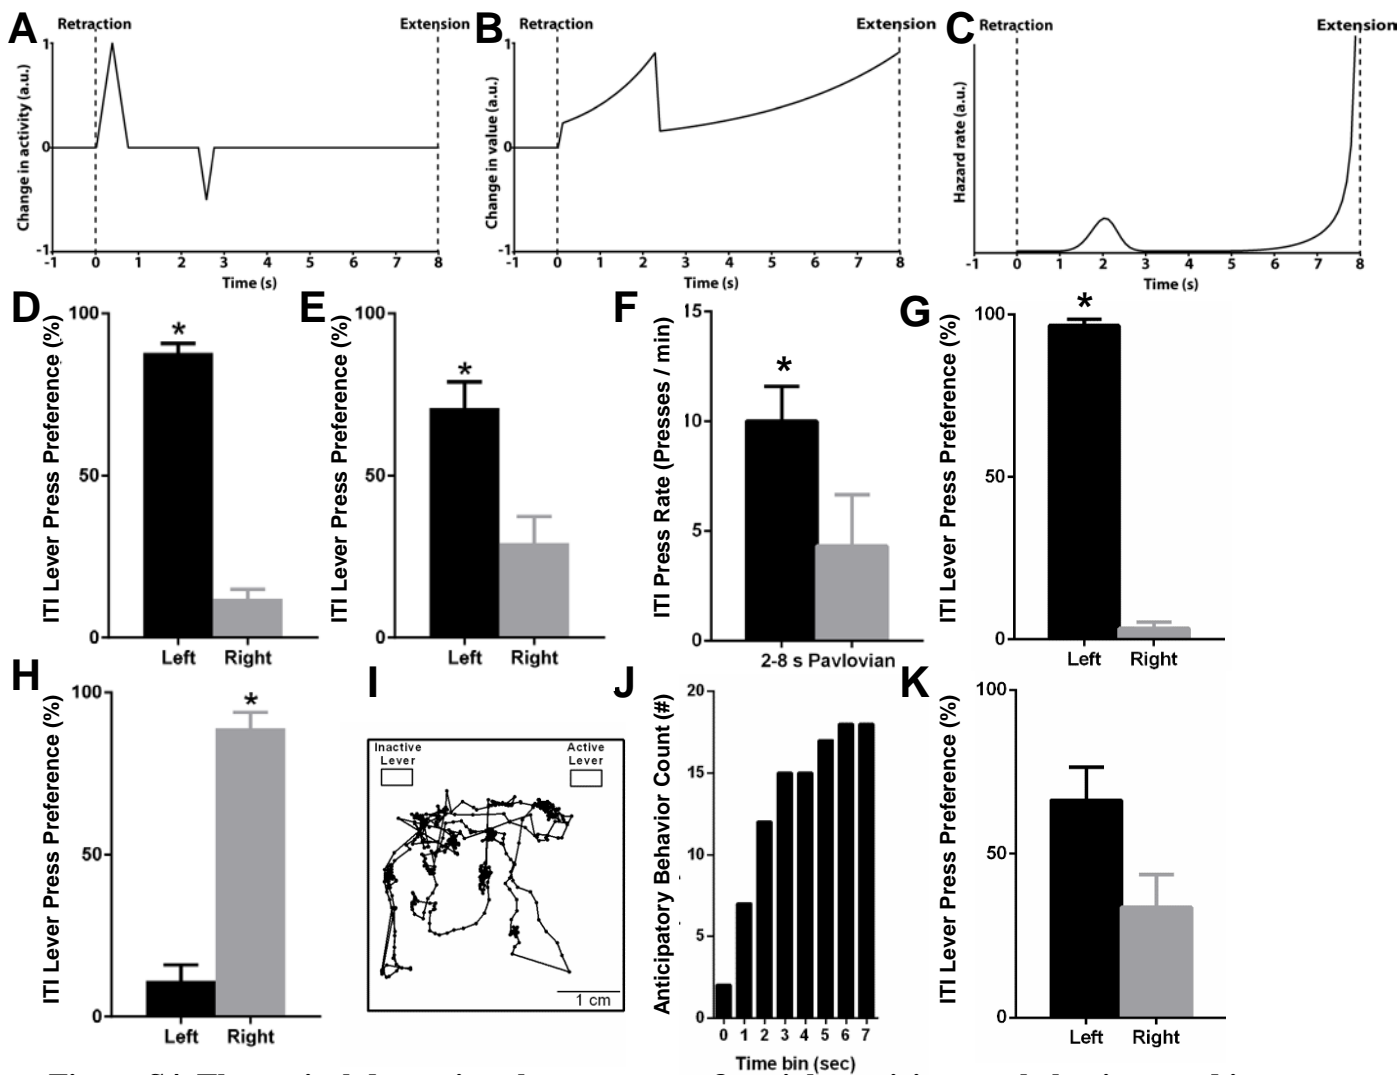 A
Retraction
Extension
Change in activity (a.u.)
1
0
-1
-1 0 1 2 3 4 5 6 7 8
Time (s)
B
Retraction
Extension
Change in value (a.u.)
1
0
-1
-1 0 1 2 3 4 5 6 7 8
Time (s)
C
Retraction
Extension
Hazard rate (a.u.)
-1 0 1 2 3 4 5 6 7 8
Time (s)
D
ITI Lever Press Preference (%)
100
50
0
*
Left Right
E
ITI Lever Press Preference (%)
100
50
0
*
Left Right
F
ITI Press Rate (Presses / min)
15
10
5
0
*
2-8 s Pavlovian
G
ITI Lever Press Preference (%)
100
50
0
*
Left Right
H
ITI Lever Press Preference (%)
100
50
0
*
Left Right
I
Inactive
Lever
Active
Lever
1 cm
J
Anticipatory Behavior Count (#)
20
15
10
5
0
0 1 2 3 4 5 6 7
Time bin (sec)
K
ITI Lever Press Preference (%)
100
50
0
Left Right